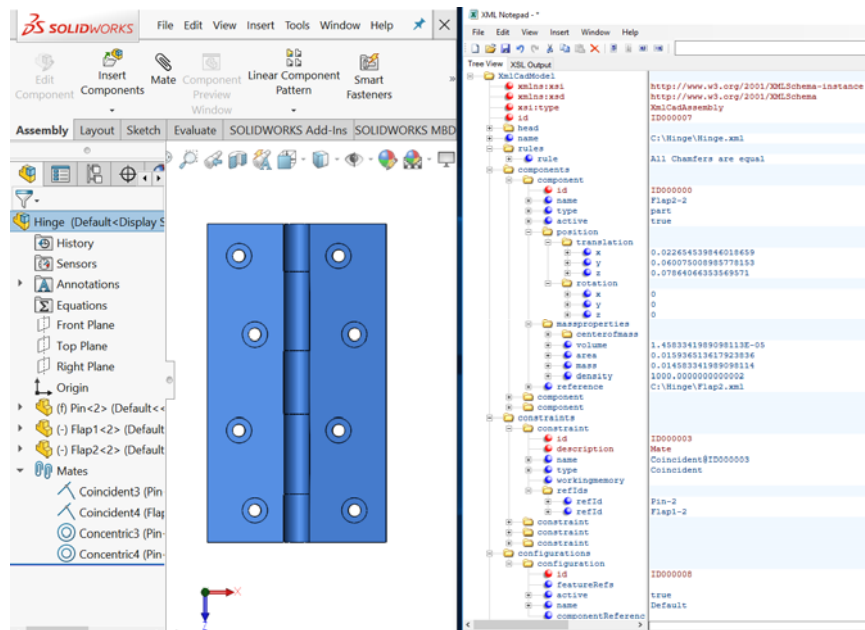 SOLIDWORKS File Edit View Insert Tools Window Help
Edit Component
Insert Components
Mate
Component Preview Window
Linear Component Pattern
Smart Fasteners
Assembly Layout Sketch Evaluate SOLIDWORKS Add-Ins SOLIDWORKS MBD
Hinge (Default<Display S
History
Sensors
Annotations
Equations
Front Plane
Top Plane
Right Plane
Origin
(f) Pin<2> (Default<<
(-) Flap1<2> (Default
(-) Flap2<2> (Default
Mates
Coincident3 (Pin
Coincident4 (Flap
Concentric3 (Pin-
Concentric4 (Pin-
XML Notepad - *
File Edit View Insert Window Help
Tree View XSL Output
XmlCadModel
xmlns:xsi http://www.w3.org/2001/XMLSchema-instance
xmlns:xsd http://www.w3.org/2001/XMLSchema
xsi:type XmlCadAssembly
id ID000007
head
name C:\Hinge\Hinge.xml
rules
rule All Chamfers are equal
components
component
id ID000000
name Flap2-2
type part
active true
position
translation
x 0.022654539846018659
y 0.060075008985778153
z 0.07864066353569571
rotation
x 0
y 0
z 0
massproperties
centerofmass
volume 1.4583341989098113E-05
area 0.015936513617923836
mass 0.014583341989098114
density 1000.0000000000002
reference C:\Hinge\Flap2.xml
component
component
constraints
constraint
id ID000003
description Mate
name Coincident@ID000003
type Coincident
workingmemory
refIds
refId Pin-2
refId Flap1-2
constraint
constraint
constraint
configurations
configuration
id ID000008
featureRefs
active true
name Default
componentReferenc